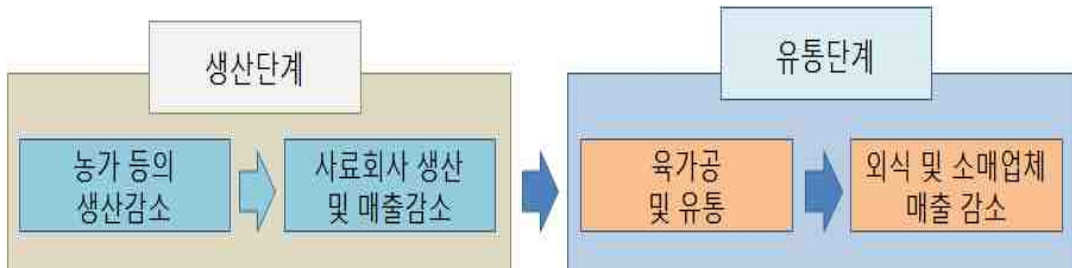 생산단계
유통단계
농가 등의
생산감소
사료회사 생산
및 매출감소
육가공
및 유통
외식 및 소매업체
매출 감소